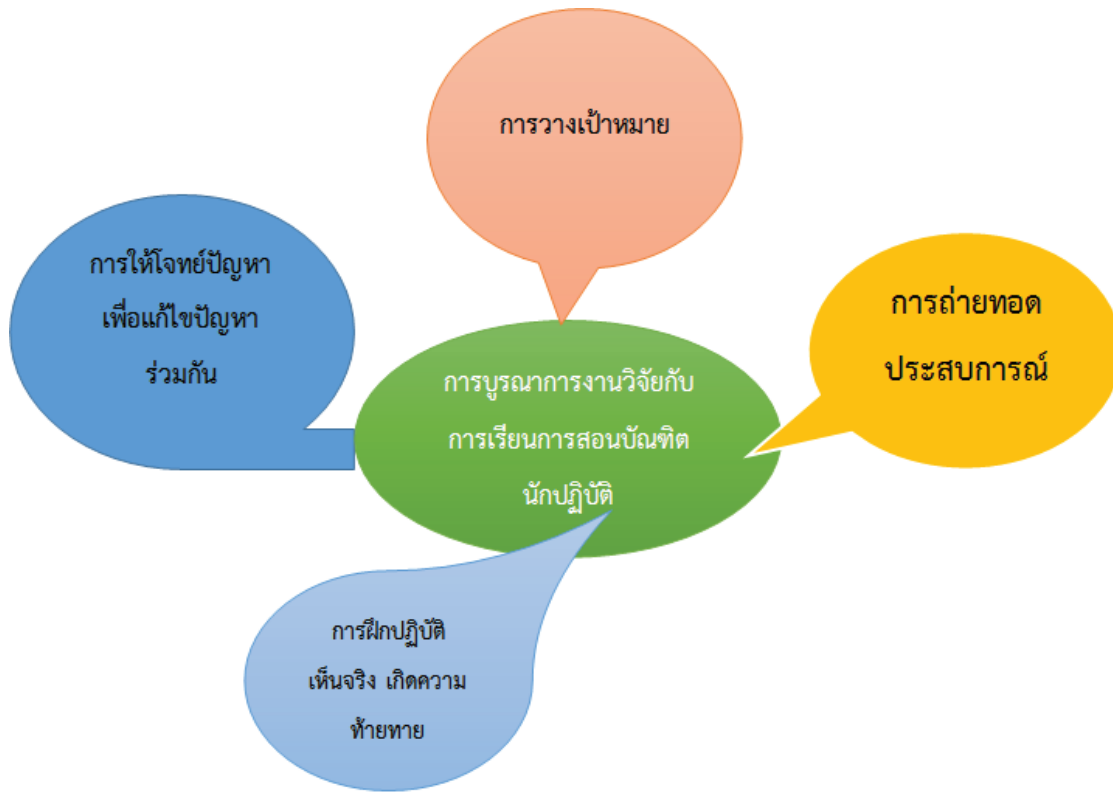 การวางเป้าหมาย
การให้โจทย์ปัญหา
เพื่อแก้ไขปัญหา
ร่วมกัน
การถ่ายทอด
ประสบการณ์
การบูรณาการงานวิจัยกับ
การเรียนการสอนบัณฑิต
นักปฏิบัติ
การฝึกปฏิบัติ
เห็นจริง เกิดความ
ท้ายทาย